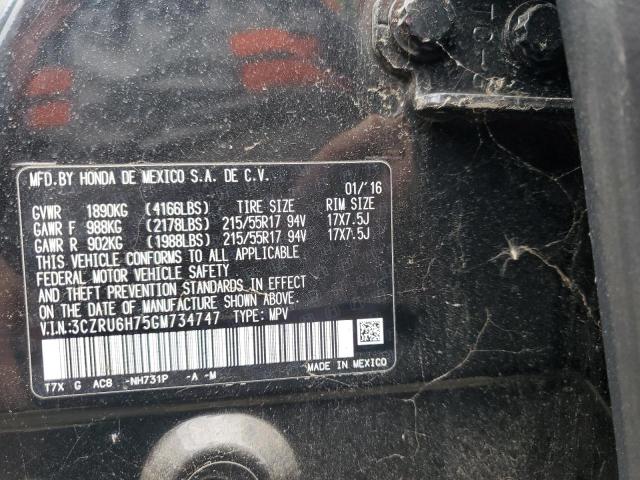 TO-
MFD.BY HONDA DE MEXICO S.A. DE C.V.
01/'16
GVWR 1890KG (4166LBS) TIRE SIZE RIM SIZE
GAWR F 988KG (2178LBS) 215/55R17 94V 17X7.5J
GAWR R 902KG (1988LBS) 215/55R17 94V 17X7.5J
THIS VEHICLE CONFORMS TO ALL APPLICABLE
FEDERAL MOTOR VEHICLE SAFETY
AND THEFT PREVENTION STANDARDS IN EFFECT
ON THE DATE OF MANUFACTURE SHOWN ABOVE.
V.I.N:3CZRU6H75GM734747 TYPE: MPV
MADE IN MEXICO
T7X G AC8 -NH731P -A -M